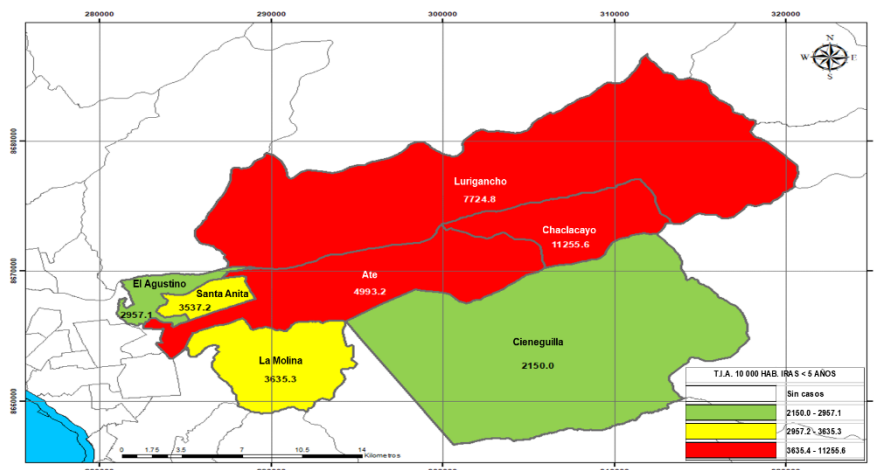 280000 290000 300000 310000 320000
N
W E
S
8680000
8680000
Lurigancho
7724.8
Chaclacayo
11255.6
8670000
8670000
Ate
4993.2
El Agustino
Santa Anita
3537.2
2957.1
La Molina
3635.3
Cieneguilla
2150.0
T.I.A. 10 000 HAB. IRAS < 5 AÑOS
Sin casos
2150.0 - 2957.1
2957.2 - 3635.3
3635.4 - 11255.6
8660000
8660000
0 1.75 3.5 7 10.5 14
Kilometros